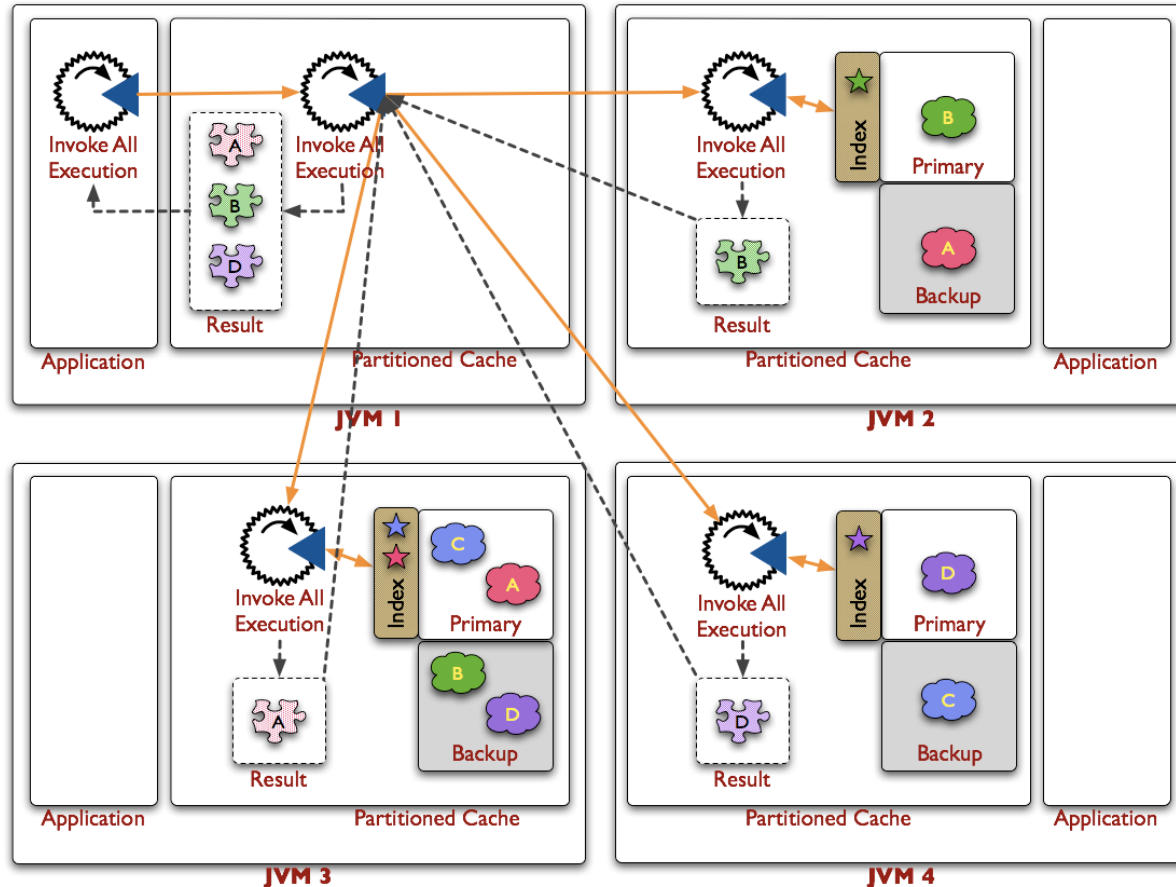 Invoke All
Execution
A
B
D
Result
Invoke All
Execution
Application
Partitioned Cache
JVM 1
Invoke All
Execution
Index
B
Primary
A
Backup
B
Result
Partitioned Cache
Application
JVM 2
Invoke All
Execution
Index
C
A
Primary
B
D
Backup
A
Result
Application
Partitioned Cache
JVM 3
Invoke All
Execution
Index
D
Primary
C
Backup
D
Result
Partitioned Cache
Application
JVM 4